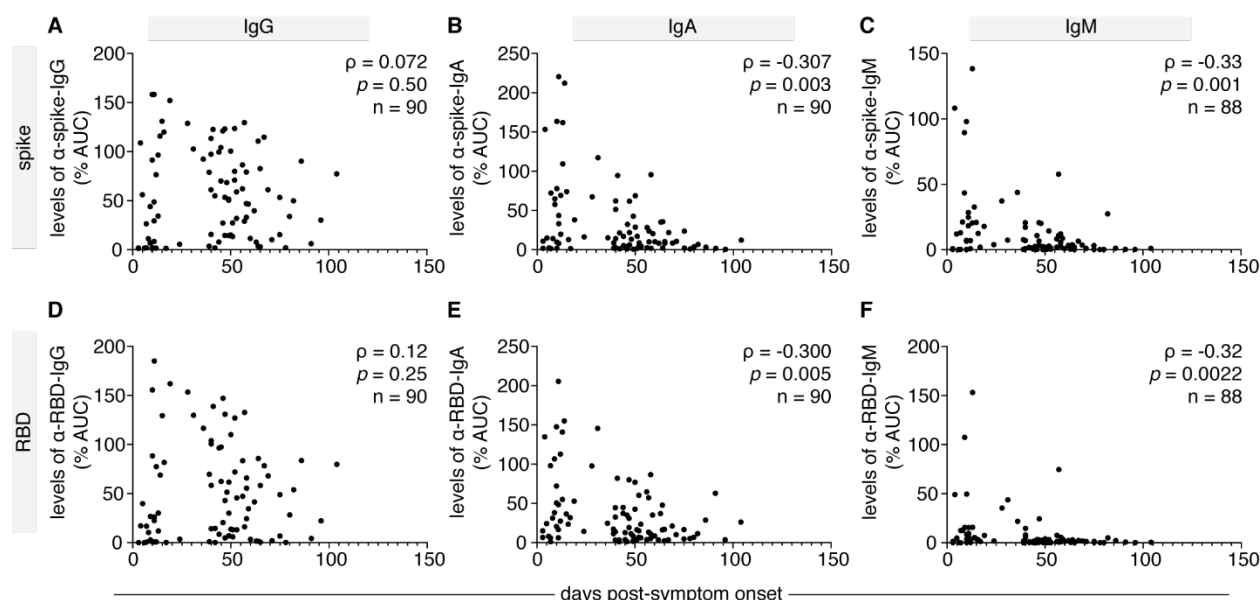 A
IgG
B
IgA
C
IgM
spike
levels of α-spike-IgG
(% AUC)
200
150
100
50
0
0
50
100
150
ρ = 0.072
p = 0.50
n = 90
levels of α-spike-IgA
(% AUC)
250
200
150
100
50
0
0
50
100
150
ρ = -0.307
p = 0.003
n = 90
levels of α-spike-IgM
(% AUC)
150
100
50
0
0
50
100
150
ρ = -0.33
p = 0.001
n = 88
D
E
F
RBD
levels of α-RBD-IgG
(% AUC)
200
150
100
50
0
0
50
100
150
ρ = 0.12
p = 0.25
n = 90
levels of α-RBD-IgA
(% AUC)
250
200
150
100
50
0
0
50
100
150
ρ = -0.300
p = 0.005
n = 90
levels of α-RBD-IgM
(% AUC)
200
150
100
50
0
0
50
100
150
ρ = -0.32
p = 0.0022
n = 88
days post-symptom onset